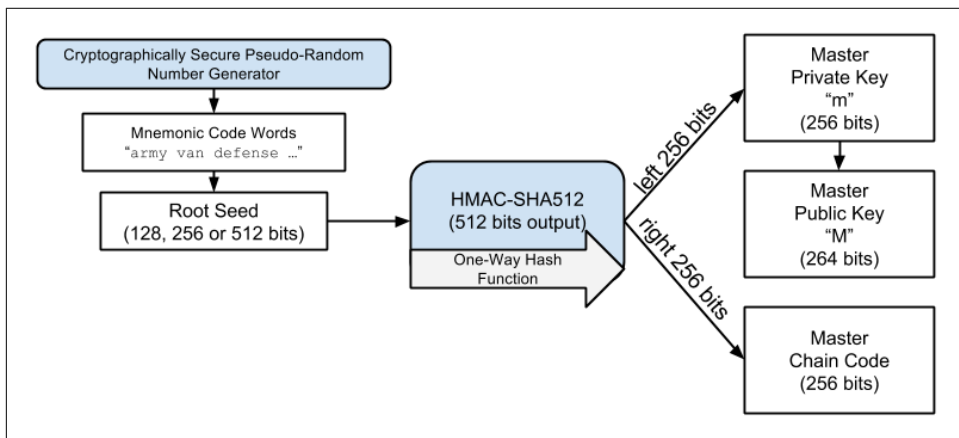 Cryptographically Secure Pseudo-Random
Number Generator
Mnemonic Code Words
“army van defense …”
Root Seed
(128, 256 or 512 bits)
HMAC-SHA512
(512 bits output)
One-Way Hash
Function
left 256 bits
right 256 bits
Master
Private Key
“m”
(256 bits)
Master
Public Key
“M”
(264 bits)
Master
Chain Code
(256 bits)